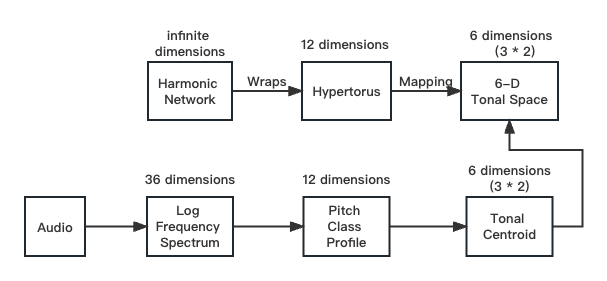 infinite
dimensions
12 dimensions
6 dimensions
(3 * 2)
Harmonic
Network
Wraps
Hypertorus
Mapping
6-D
Tonal Space
36 dimensions
12 dimensions
6 dimensions
(3 * 2)
Audio
Log
Frequency
Spectrum
Pitch
Class
Profile
Tonal
Centroid